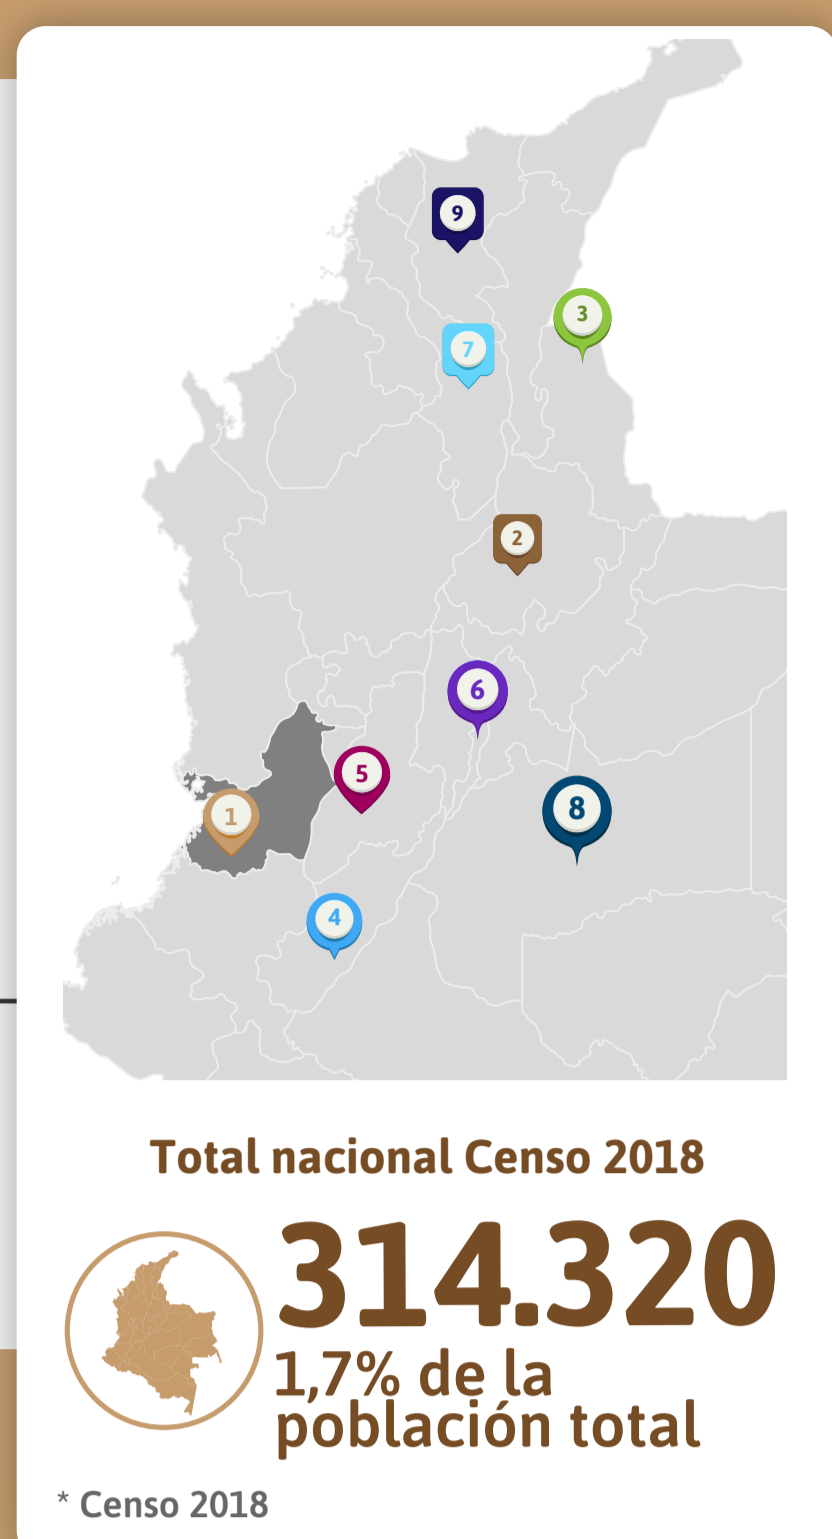 9
3
7
2
6
5
8
1
4
Total nacional Censo 2018
314.320
1,7% de la
población total
* Censo 2018